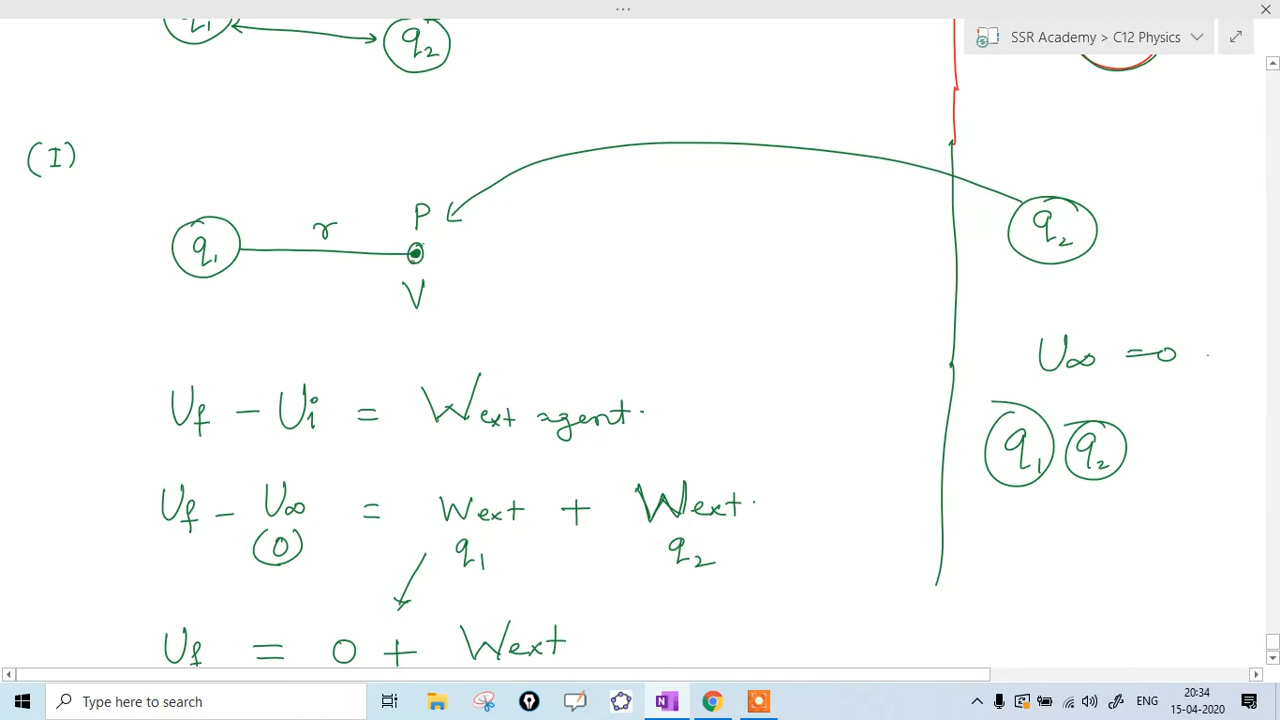 ...
q₁ q₂
SSR Academy > C12 Physics
(I)
q₁ r P q₂
V
U∞ = 0
Uf - Ui = Wext agent.
q₁ q₂
Uf - U∞ = Wext + Wext.
(0) q₁ q₂
Uf = 0 + Wext
Type here to search
ENG
20:34
15-04-2020